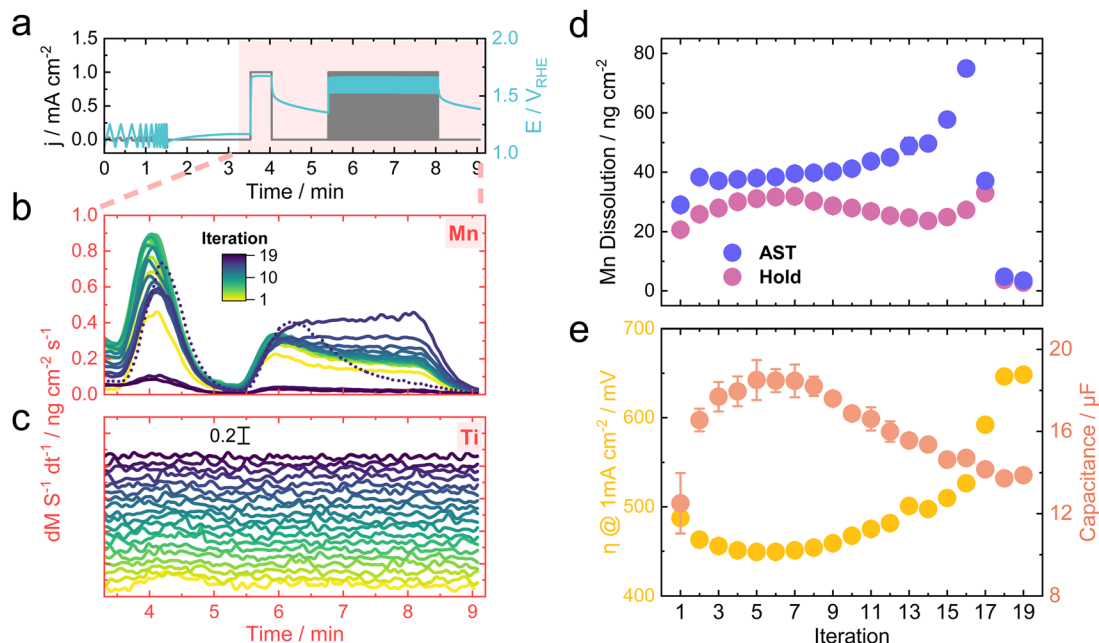 a
j / mA cm⁻²
1.5
1.0
0.5
0.0
2.0
1.5
1.0
E / V_RHE
0 1 2 3 4 5 6 7 8 9
Time / min
b
Mn
Iteration
19
10
1
1.0
0.8
0.6
0.4
0.2
0.0
c
Ti
0.2
dM S⁻¹ dt⁻¹ / ng cm⁻² s⁻¹
4 5 6 7 8 9
Time / min
d
Mn Dissolution / ng cm⁻²
80
60
40
20
0
AST
Hold
e
η @ 1mA cm⁻² / mV
700
600
500
400
20
16
12
8
Capacitance / µF
1 3 5 7 9 11 13 15 17 19
Iteration